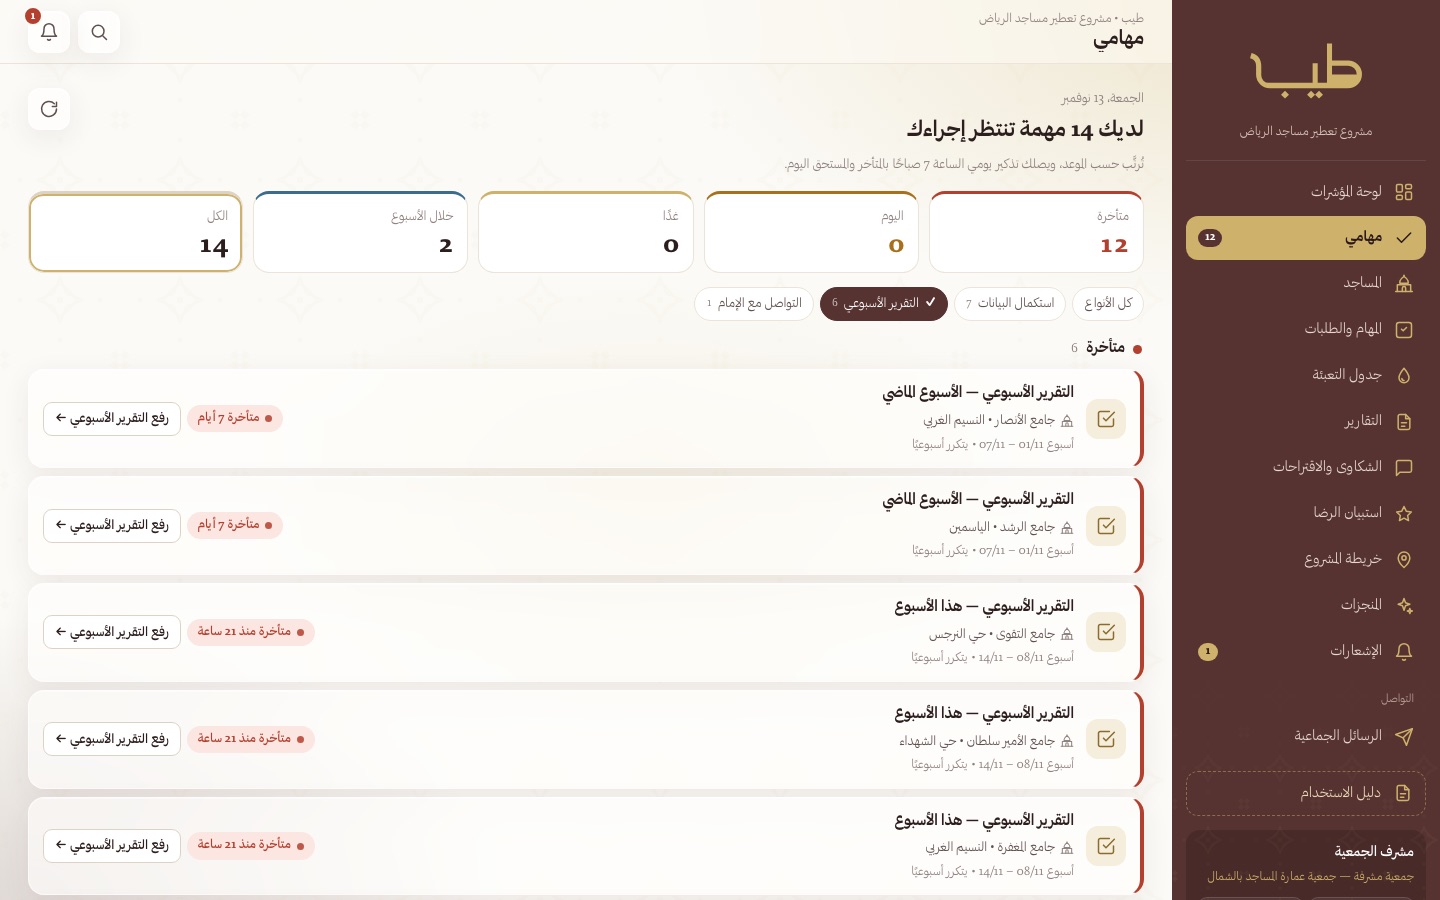 طيب
مشروع تعطير مساجد الرياض
لوحة المؤشرات
مهامي 12
المساجد
المهام والطلبات
جدول التعبئة
التقارير
الشكاوى والاقتراحات
استبيان الرضا
خريطة المشروع
المنجزات
الإشعارات 1
التواصل
الرسائل الجماعية
دليل الاستخدام
مشرف الجمعية
جمعية مشرفة — جمعية عمارة المساجد بالشمال
طيب • مشروع تعطير مساجد الرياض
مهامي
1
الجمعة، 13 نوفمبر
لديك 14 مهمة تنتظر إجراءك
تُرتَّب حسب الموعد، ويصلك تذكير يومي الساعة 7 صباحًا بالمتأخر والمستحق اليوم.
متأخرة
12
اليوم
0
غدًا
0
خلال الأسبوع
2
الكل
14
كل الأنواع
استكمال البيانات 7
التقرير الأسبوعي 6
التواصل مع الإمام 1
متأخرة 6
التقرير الأسبوعي — الأسبوع الماضي
جامع الأنصار • النسيم الغربي
أسبوع 01/11 – 07/11 • يتكرر أسبوعيًا
متأخرة 7 أيام
رفع التقرير الأسبوعي ←
التقرير الأسبوعي — الأسبوع الماضي
جامع الرشد • الياسمين
أسبوع 01/11 – 07/11 • يتكرر أسبوعيًا
متأخرة 7 أيام
رفع التقرير الأسبوعي ←
التقرير الأسبوعي — هذا الأسبوع
جامع التقوى • حي النرجس
أسبوع 08/11 – 14/11 • يتكرر أسبوعيًا
متأخرة منذ 21 ساعة
رفع التقرير الأسبوعي ←
التقرير الأسبوعي — هذا الأسبوع
جامع الأمير سلطان • حي الشهداء
أسبوع 08/11 – 14/11 • يتكرر أسبوعيًا
متأخرة منذ 21 ساعة
رفع التقرير الأسبوعي ←
التقرير الأسبوعي — هذا الأسبوع
جامع المغفرة • النسيم الغربي
أسبوع 08/11 – 14/11 • يتكرر أسبوعيًا
متأخرة منذ 21 ساعة
رفع التقرير الأسبوعي ←